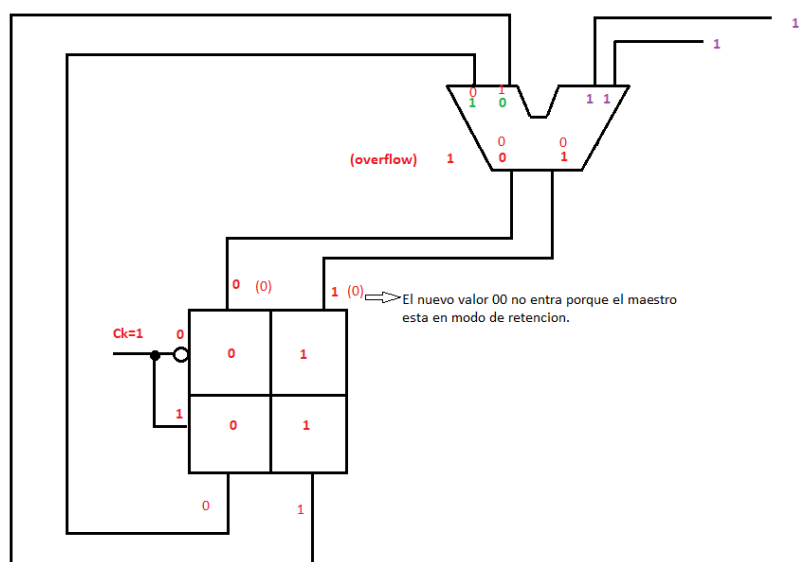 1
1
0 1
1 0 1 1
0 0
(overflow) 1 0 1
0 (0) 1 (0) El nuevo valor 00 no entra porque el maestro
esta en modo de retencion.
Ck=1 0
0 1
1
0 1
0 1